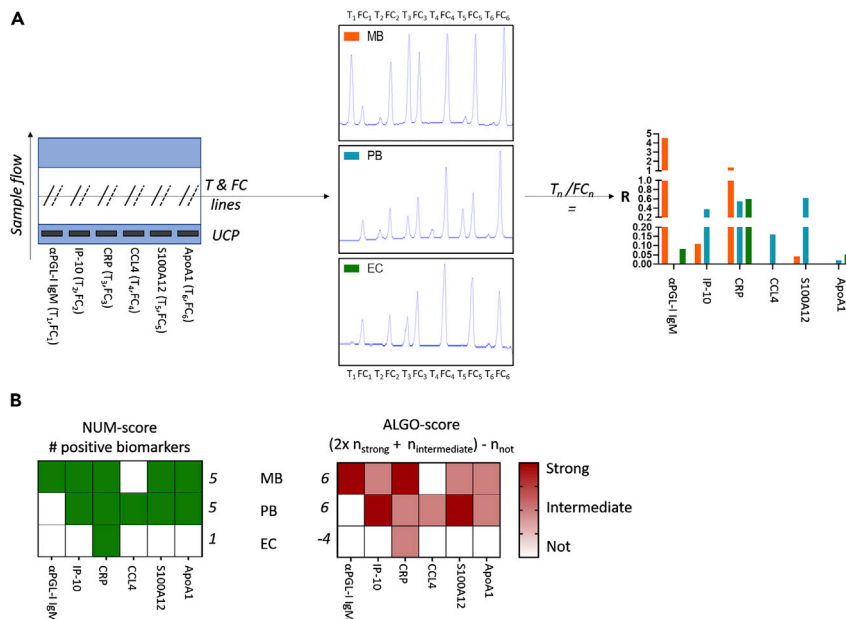 A
T₁ FC₁ T₂ FC₂ T₃ FC₃ T₄ FC₄ T₅ FC₅ T₆ FC₆
MB
PB
EC
T₁ FC₁ T₂ FC₂ T₃ FC₃ T₄ FC₄ T₅ FC₅ T₆ FC₆
Sample flow
T & FC
lines
UCP
αPGL-I IgM (T₁,FC₁)
IP-10 (T₂,FC₂)
CRP (T₃,FC₃)
CCL4 (T₄,FC₄)
S100A12 (T₅,FC₅)
ApoA1 (T₆,FC₆)
Tₙ/FCₙ
=
R
5
4
3
2
1
1.0
0.8
0.6
0.4
0.2
0.20
0.15
0.10
0.05
0.00
αPGL-I IgM
IP-10
CRP
CCL4
S100A12
ApoA1
B
NUM-score
# positive biomarkers
5
5
1
MB
PB
EC
αPGL-I IgM
IP-10
CRP
CCL4
S100A12
ApoA1
ALGO-score
(2x n_strong + n_intermediate) - n_not
6
6
-4
αPGL-I IgM
IP-10
CRP
CCL4
S100A12
ApoA1
Strong
Intermediate
Not